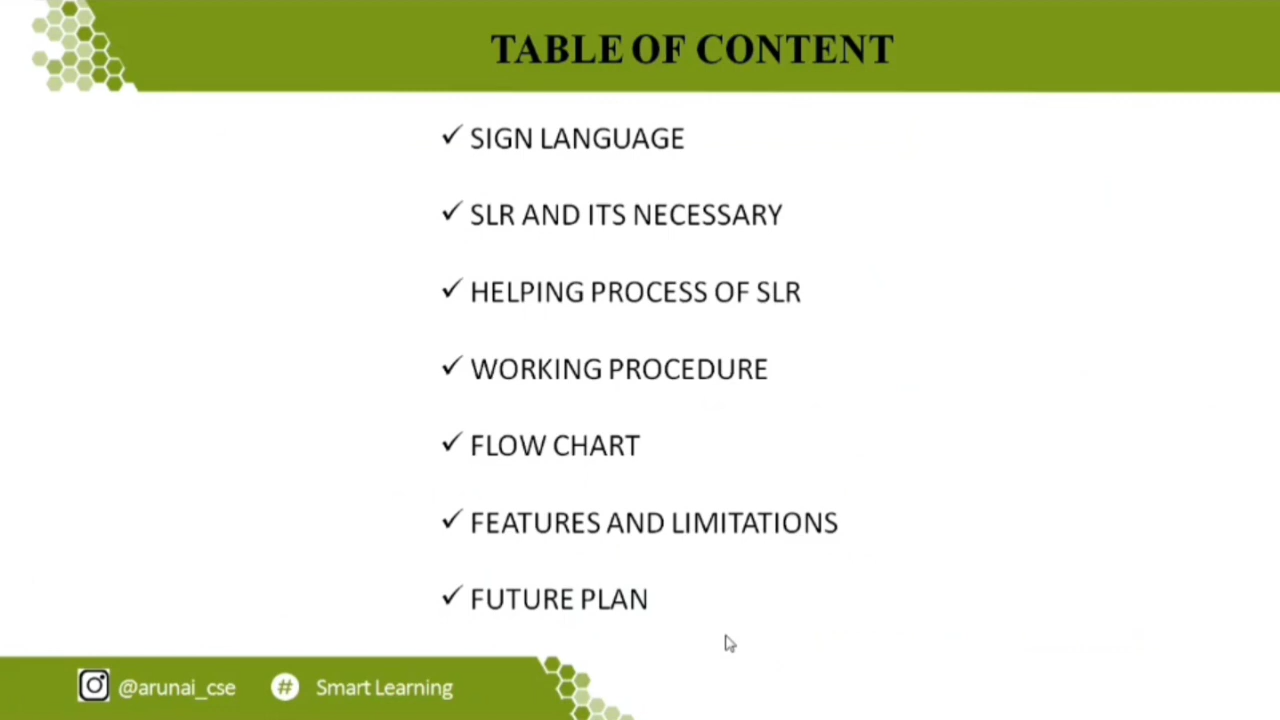 TABLE OF CONTENT
✓ SIGN LANGUAGE
✓ SLR AND ITS NECESSARY
✓ HELPING PROCESS OF SLR
✓ WORKING PROCEDURE
✓ FLOW CHART
✓ FEATURES AND LIMITATIONS
✓ FUTURE PLAN
@arunai_cse # Smart Learning